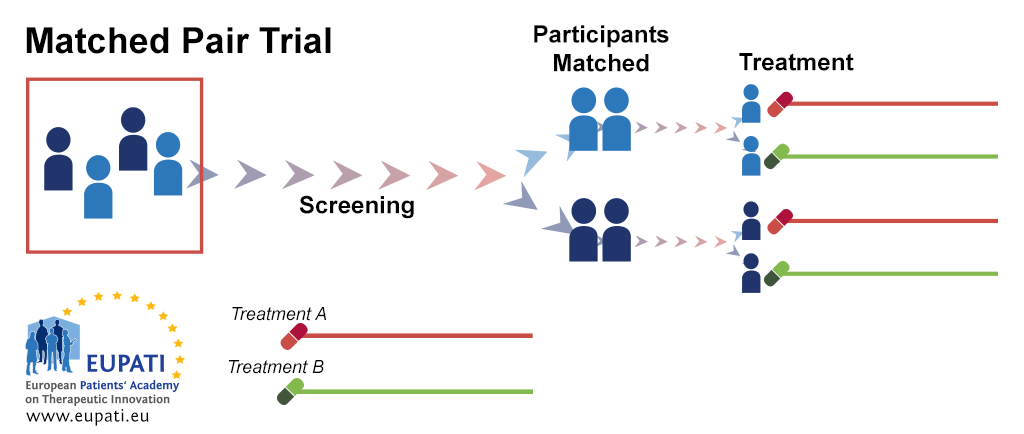 Matched Pair Trial
Participants
Matched
Treatment
Screening
Treatment A
Treatment B
EUPATI
European Patients‘ Academy
on Therapeutic Innovation
www.eupati.eu